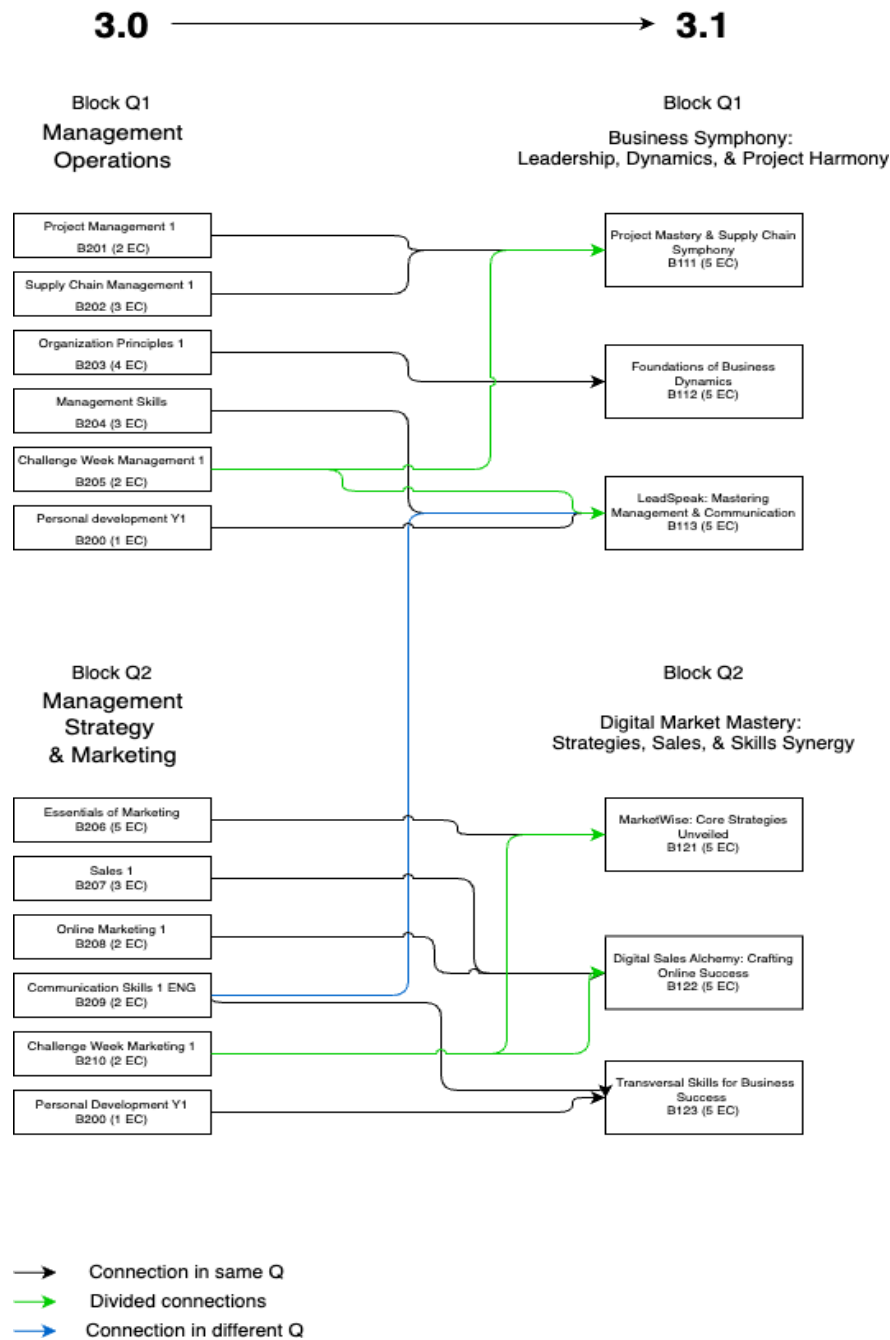 3.0
3.1
Block Q1
Management
Operations
Block Q1
Business Symphony:
Leadership, Dynamics, & Project Harmony
Project Management 1
B201 (2 EC)
Supply Chain Management 1
B202 (3 EC)
Organization Principles 1
B203 (4 EC)
Management Skills
B204 (3 EC)
Challenge Week Management 1
B205 (2 EC)
Personal development Y1
B200 (1 EC)
Project Mastery & Supply Chain
Symphony
B111 (5 EC)
Foundations of Business
Dynamics
B112 (5 EC)
LeadSpeak: Mastering
Management & Communication
B113 (5 EC)
Block Q2
Management
Strategy
& Marketing
Block Q2
Digital Market Mastery:
Strategies, Sales, & Skills Synergy
Essentials of Marketing
B206 (5 EC)
Sales 1
B207 (3 EC)
Online Marketing 1
B208 (2 EC)
Communication Skills 1 ENG
B209 (2 EC)
Challenge Week Marketing 1
B210 (2 EC)
Personal Development Y1
B200 (1 EC)
MarketWise: Core Strategies
Unveiled
B121 (5 EC)
Digital Sales Alchemy: Crafting
Online Success
B122 (5 EC)
Transversal Skills for Business
Success
B123 (5 EC)
Connection in same Q
Divided connections
Connection in different Q